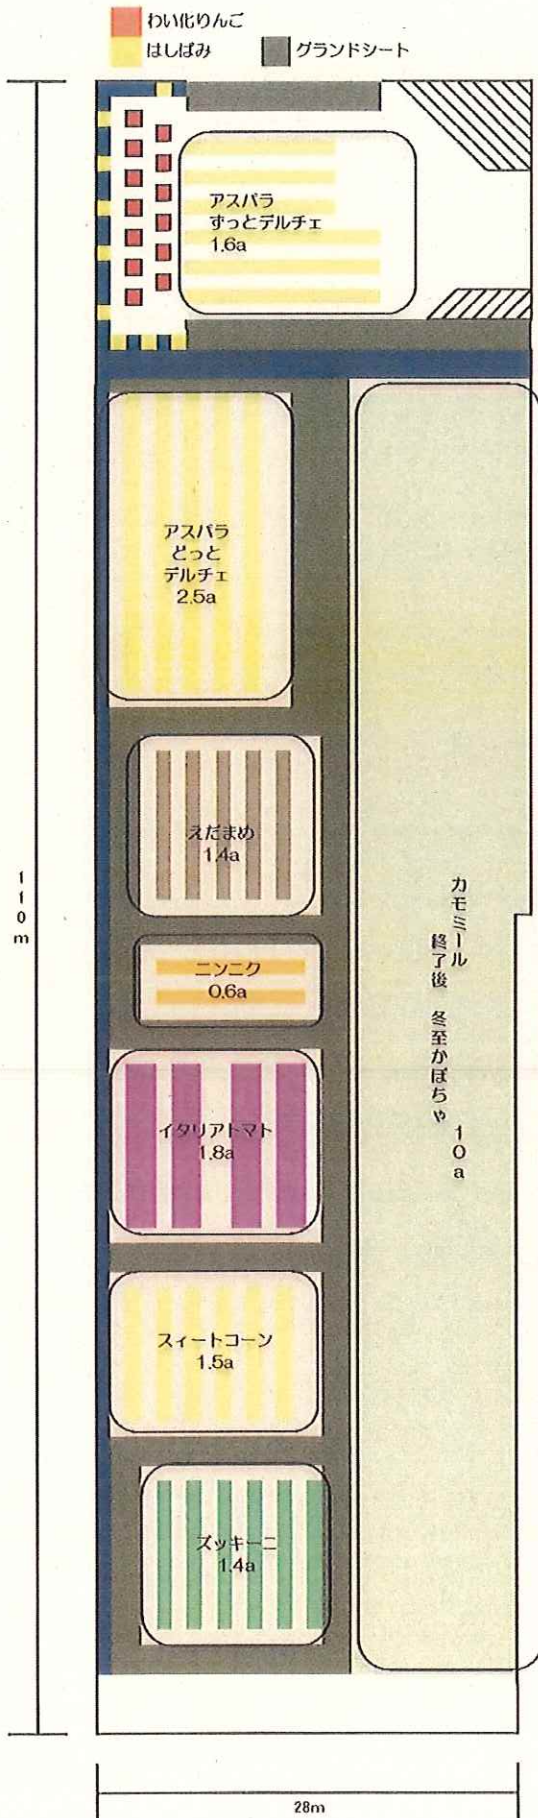 わい化りんご
はしばみ
グランドシート
アスパラ
ずっとデルチェ
1.6a
アスパラ
どっと
デルチェ
2.5a
えだまめ
1.4a
ニンニク
0.6a
イタリアトマト
1.8a
スィートコーン
1.5a
ズッキーニ
1.4a
カモミール 10a
終了後 冬至かぼちゃ
110m
28m